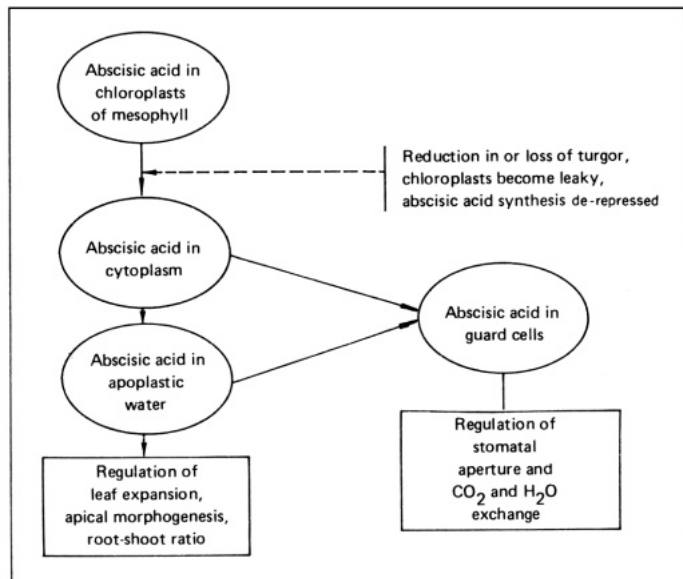 Abscisic acid in
chloroplasts
of mesophyll
Reduction in or loss of turgor,
chloroplasts become leaky,
abscisic acid synthesis de-repressed
Abscisic acid in
cytoplasm
Abscisic acid in
guard cells
Abscisic acid in
apoplastic
water
Regulation of
stomatal
aperture and
CO2 and H2O
exchange
Regulation of
leaf expansion,
apical morphogenesis,
root-shoot ratio